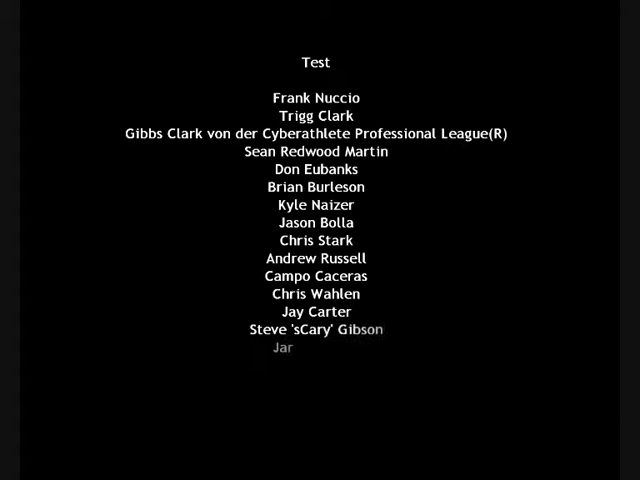 Test
Frank Nuccio
Trigg Clark
Gibbs Clark von der Cyberathlete Professional League(R)
Sean Redwood Martin
Don Eubanks
Brian Burleson
Kyle Naizer
Jason Bolla
Chris Stark
Andrew Russell
Campo Caceras
Chris Wahlen
Jay Carter
Steve 'sCary' Gibson
Jar